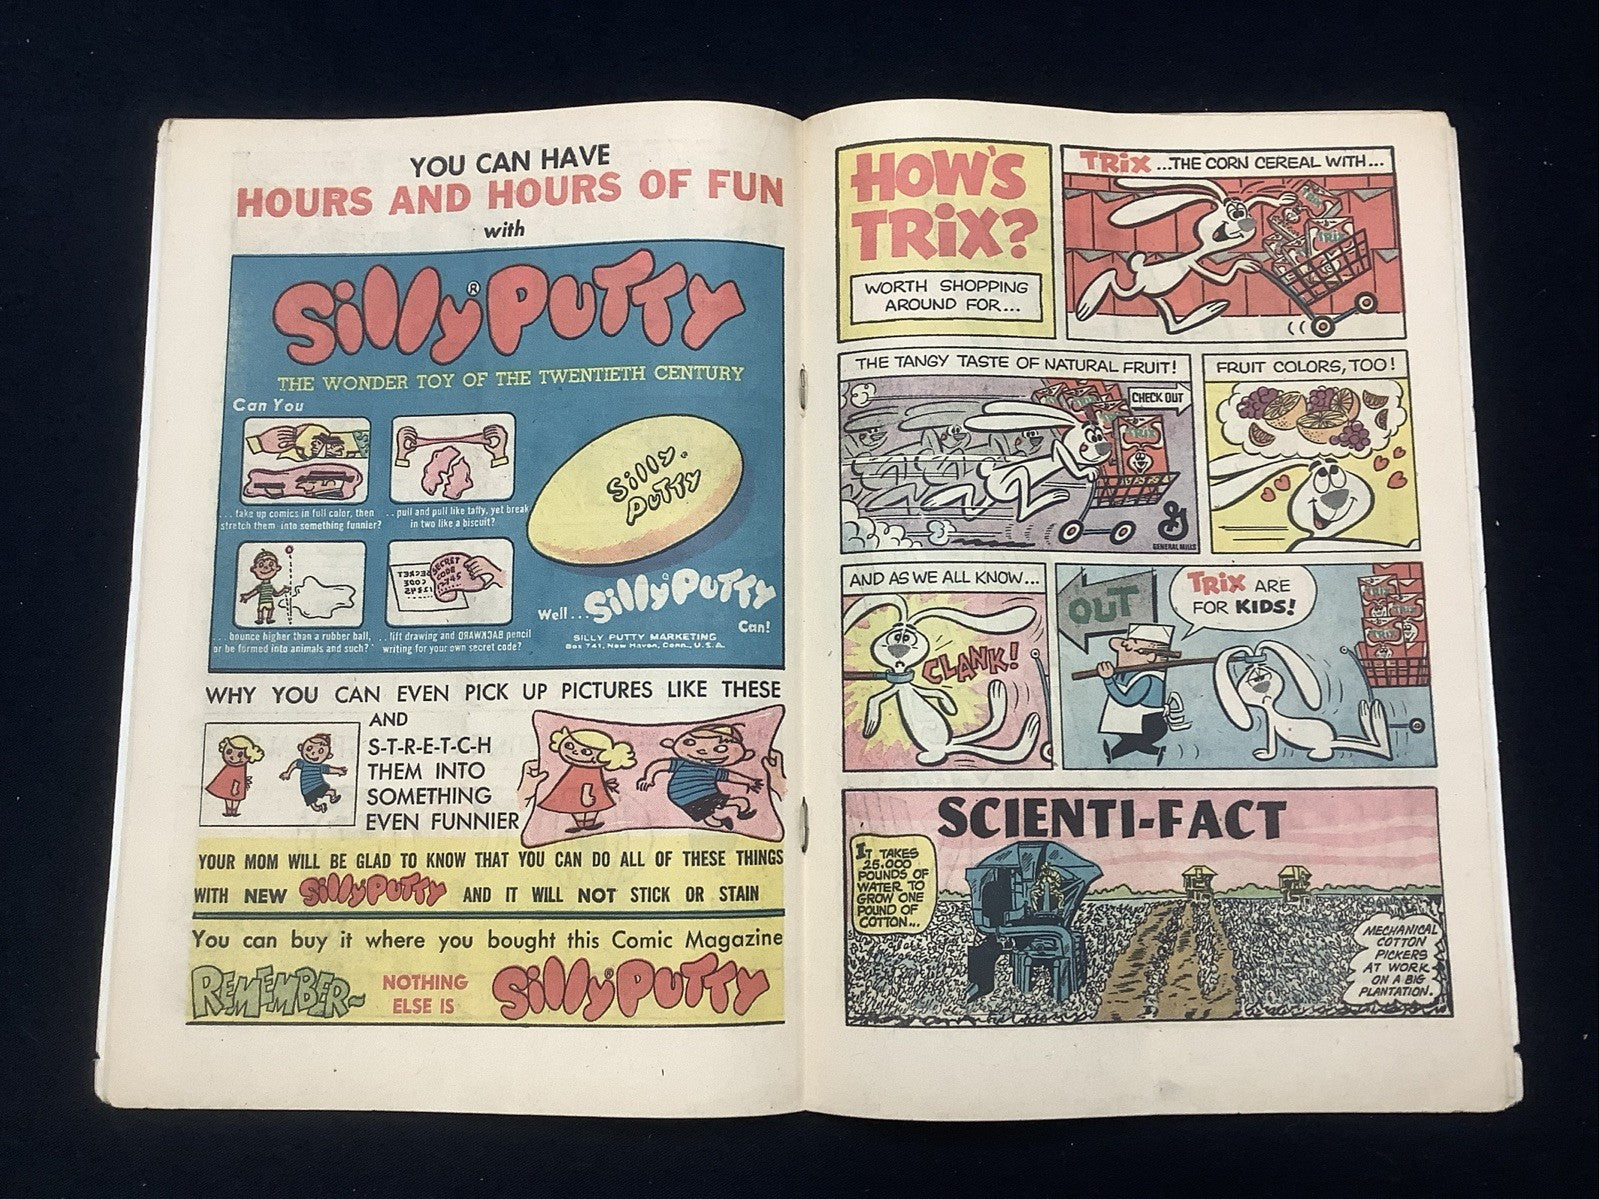 YOU CAN HAVE
HOURS AND HOURS OF FUN
with
Silly® PUTTY
THE WONDER TOY OF THE TWENTIETH CENTURY
Can You
...take up comics in full color, then
stretch them into something funnier?
...pull and pull like taffy, yet break
in two like a biscuit?
Silly
PUTTY
...bounce higher than a rubber ball,
or be formed into animals and such?
SECRET
CODE
...lift drawing and BACKWARD pencil
writing for your own secret code?
Well...Silly PUTTY
Can!
SILLY PUTTY MARKETING
Box 741, New Haven, Conn., U.S.A.
WHY YOU CAN EVEN PICK UP PICTURES LIKE THESE
AND
S-T-R-E-T-C-H
THEM INTO
SOMETHING
EVEN FUNNIER
YOUR MOM WILL BE GLAD TO KNOW THAT YOU CAN DO ALL OF THESE THINGS
WITH NEW Silly PUTTY AND IT WILL NOT STICK OR STAIN
You can buy it where you bought this Comic Magazine
REMEMBER~
NOTHING
ELSE IS
Silly® PUTTY
HOW'S
TRiX?
WORTH SHOPPING
AROUND FOR...
TRiX ...THE CORN CEREAL WITH...
TRIX
THE TANGY TASTE OF NATURAL FRUIT!
CHECK OUT
TRIX
G
GENERAL MILLS
FRUIT COLORS, TOO!
AND AS WE ALL KNOW...
CLANK!
OUT
TRiX ARE
FOR KIDS!
TRIX
TRIX
TRIX
SCIENTI-FACT
IT TAKES
25,000
POUNDS OF
WATER TO
GROW ONE
POUND OF
COTTON...
MECHANICAL
COTTON
PICKERS
AT WORK
ON A BIG
PLANTATION.